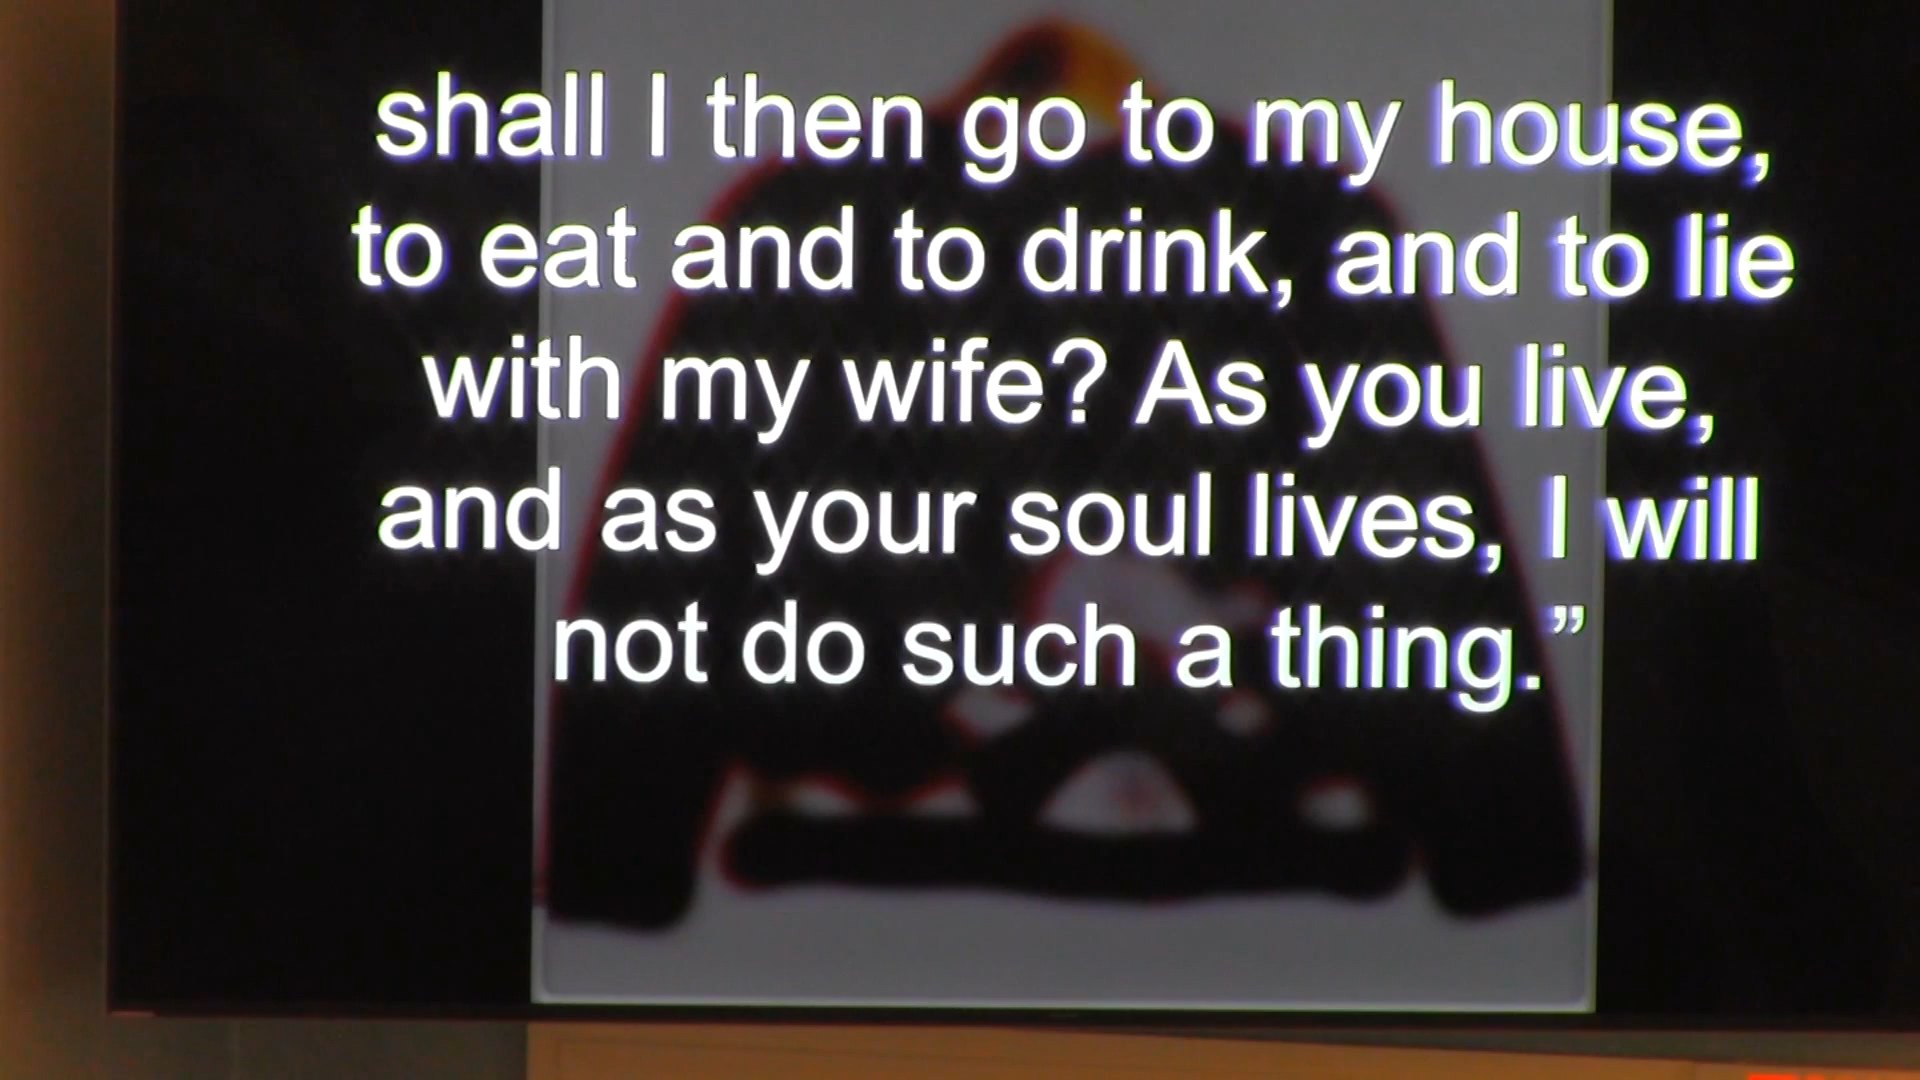 shall I then go to my house,
to eat and to drink, and to lie
with my wife? As you live,
and as your soul lives, I will
not do such a thing.”